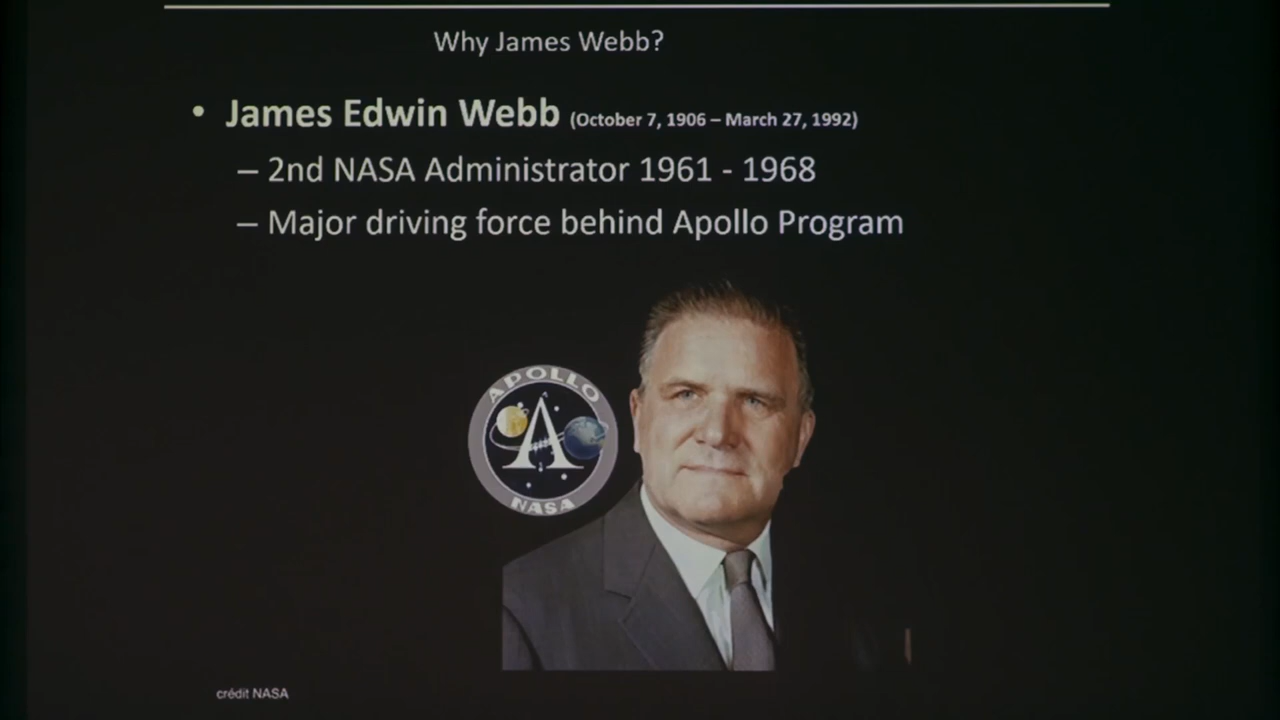 Why James Webb?
• James Edwin Webb (October 7, 1906 – March 27, 1992)
– 2nd NASA Administrator 1961 - 1968
– Major driving force behind Apollo Program
APOLLO
A
NASA
crédit NASA